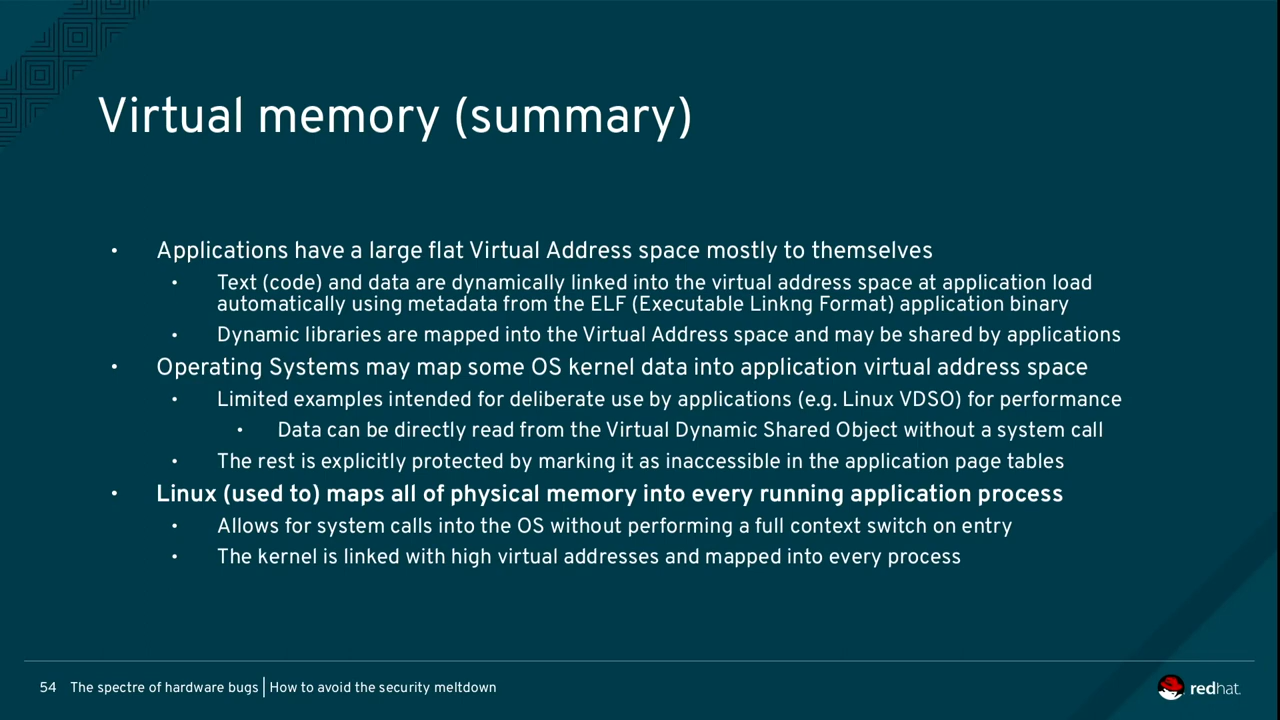 Virtual memory (summary)
• Applications have a large flat Virtual Address space mostly to themselves
• Text (code) and data are dynamically linked into the virtual address space at application load
automatically using metadata from the ELF (Executable Linkng Format) application binary
• Dynamic libraries are mapped into the Virtual Address space and may be shared by applications
• Operating Systems may map some OS kernel data into application virtual address space
• Limited examples intended for deliberate use by applications (e.g. Linux VDSO) for performance
• Data can be directly read from the Virtual Dynamic Shared Object without a system call
• The rest is explicitly protected by marking it as inaccessible in the application page tables
• Linux (used to) maps all of physical memory into every running application process
• Allows for system calls into the OS without performing a full context switch on entry
• The kernel is linked with high virtual addresses and mapped into every process
54 The spectre of hardware bugs | How to avoid the security meltdown
redhat.